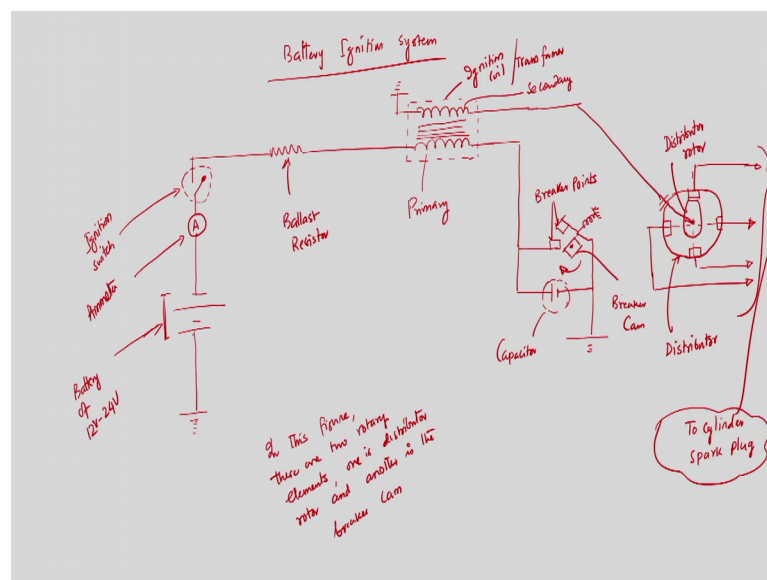 Battery Ignition system
Ignition
coil / Transformer
Secondary
Distributor
rotor
Breaker Points
Primary
Ballast
Resistor
Ignition
switch
A
Ammeter
Breaker
Cam
Capacitor
Distributor
Battery
of
12V-24V
In this figure,
there are two rotary
elements, one is distributor
rotor and another is the
breaker cam
To Cylinder
spark plug